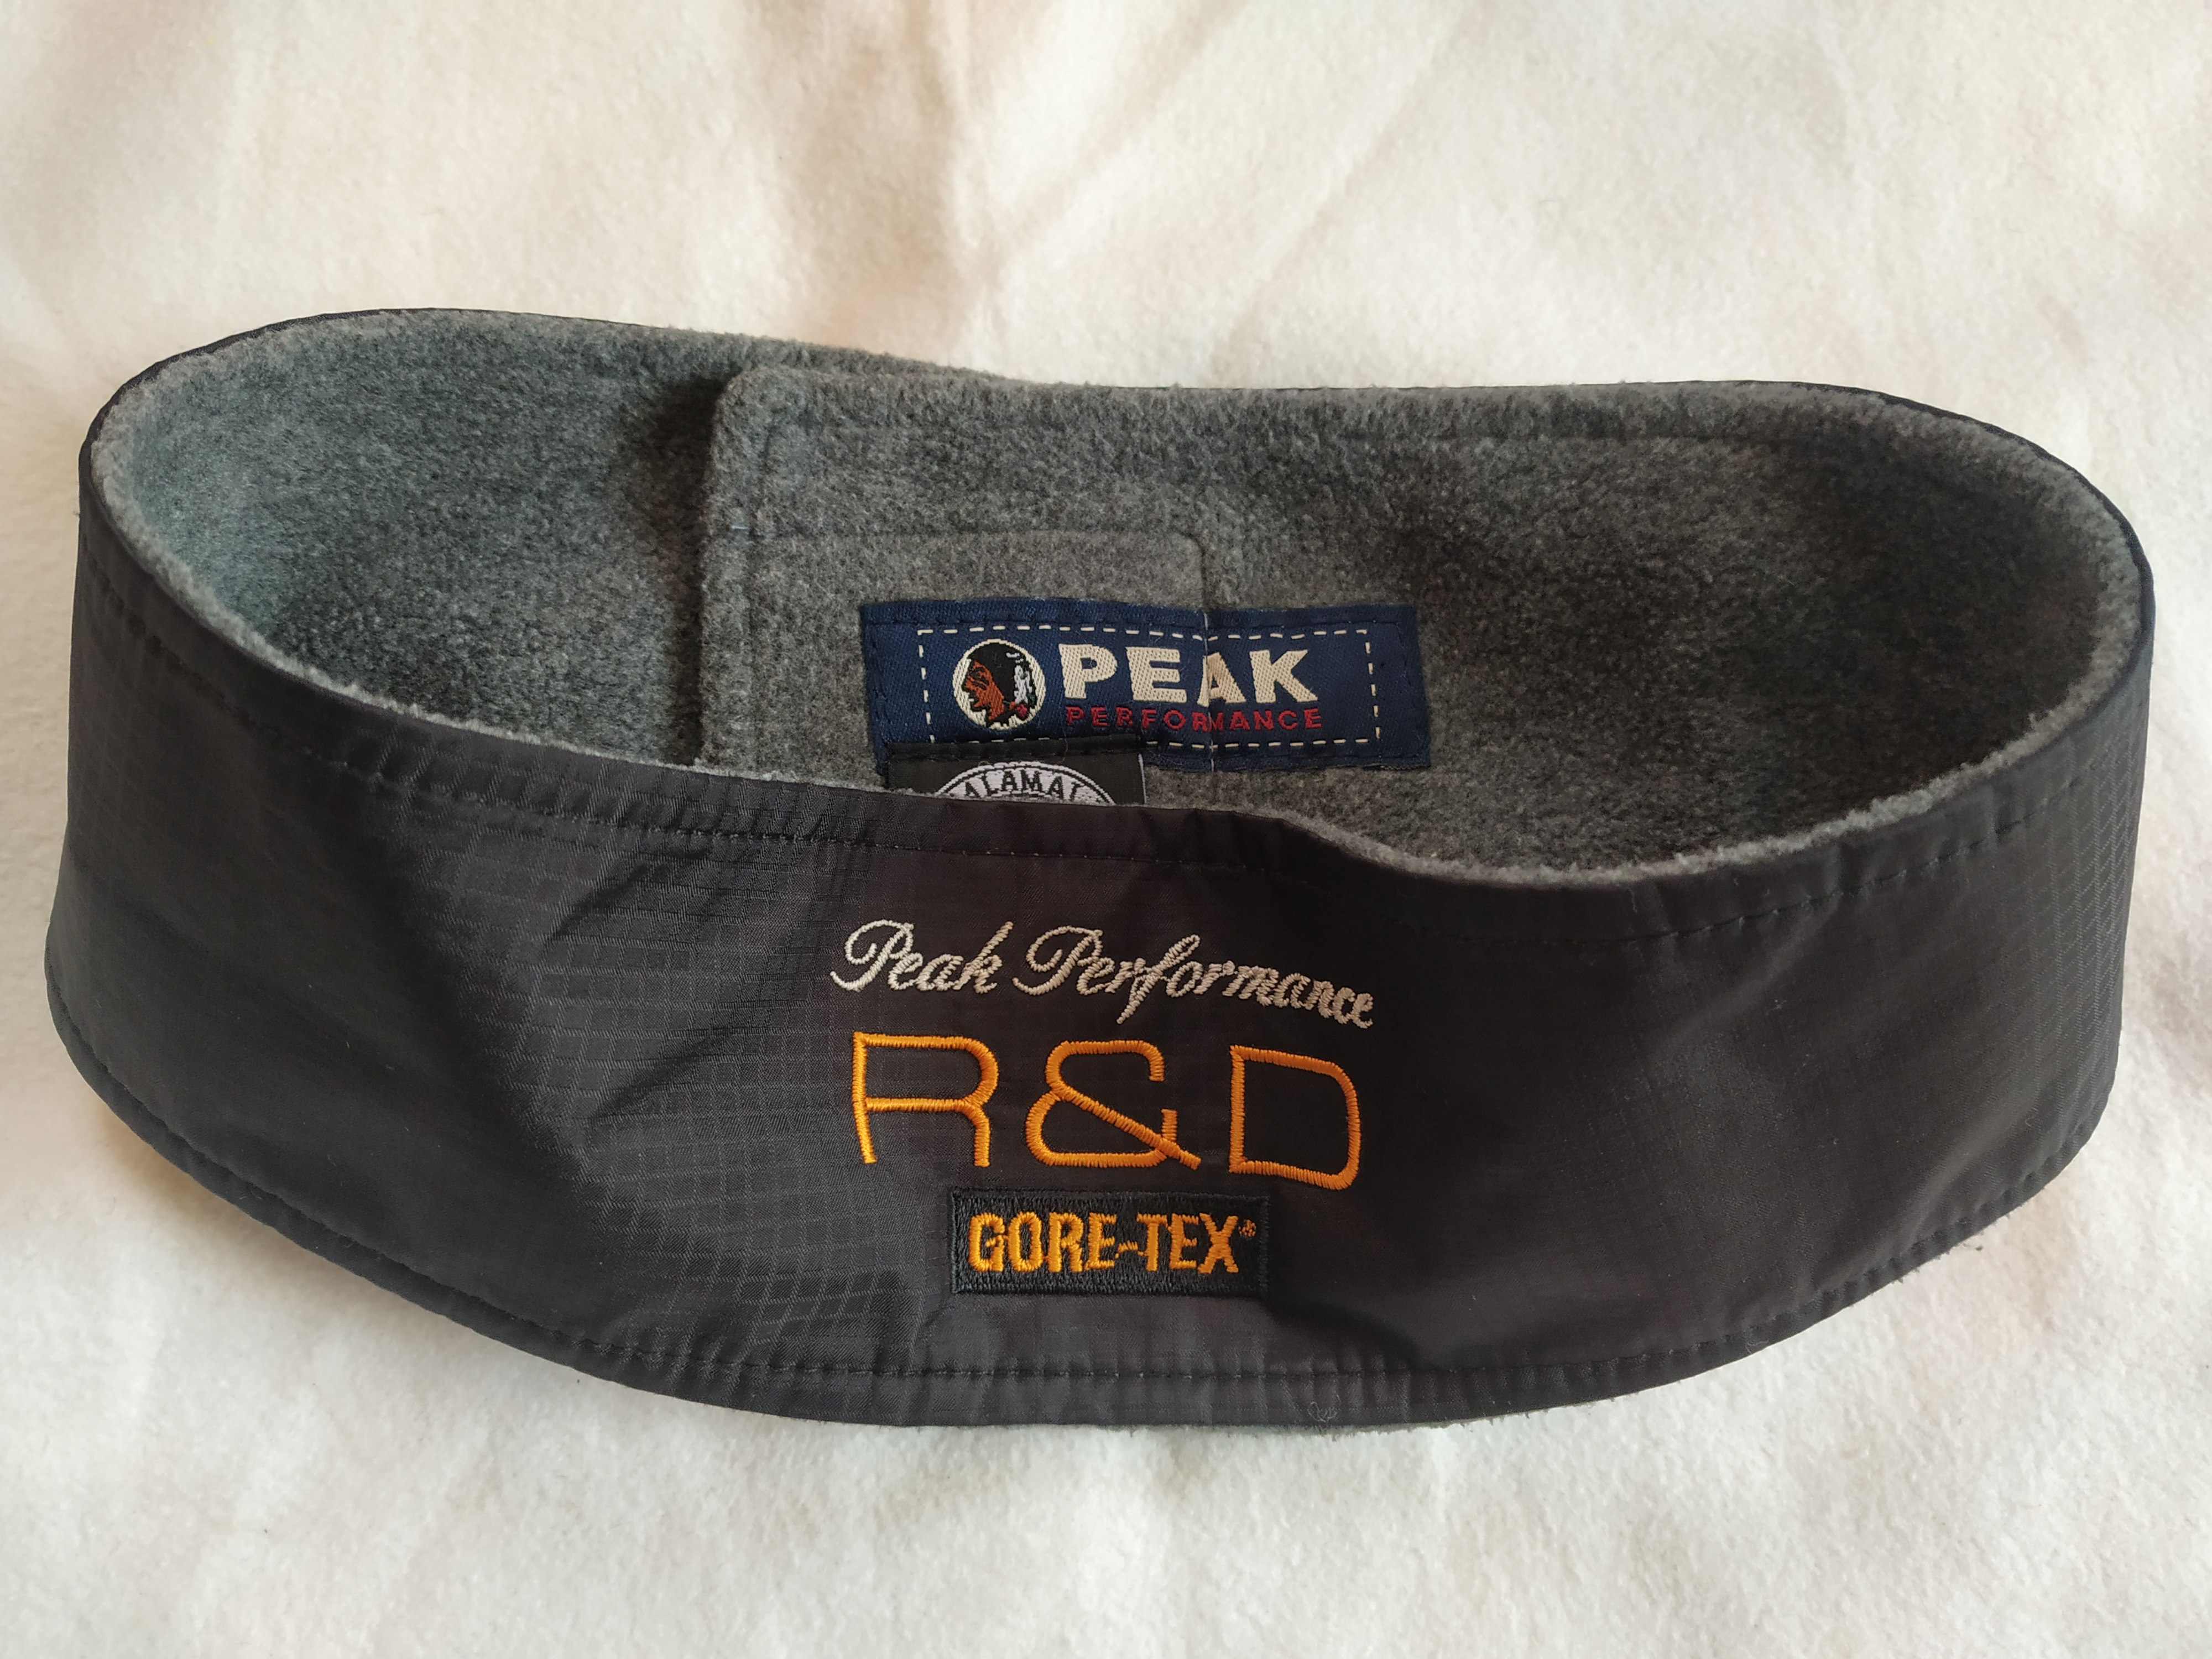 PEAK
PERFORMANCE
Peak Performance
R&D
GORE-TEX®